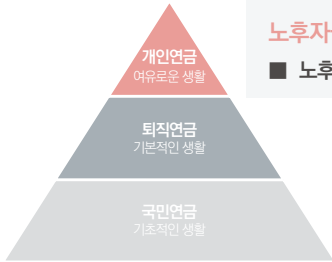 개인연금
여유로운 생활
퇴직연금
기본적인 생활
국민연금
기초적인 생활
노후자
■ 노후